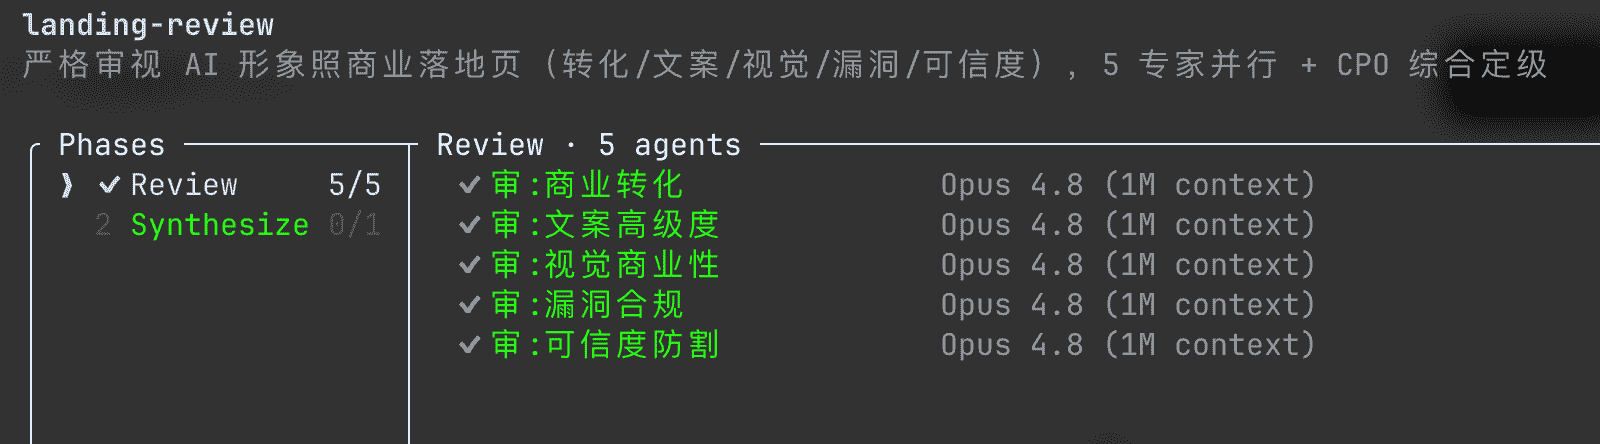 landing-review
严格审视 AI 形象照商业落地页（转化/文案/视觉/漏洞/可信度），5 专家并行 + CPO 综合定级
Phases
❯ ✓ Review 5/5
2 Synthesize 0/1
Review · 5 agents
✓ 审:商业转化 Opus 4.8 (1M context)
✓ 审:文案高级度 Opus 4.8 (1M context)
✓ 审:视觉商业性 Opus 4.8 (1M context)
✓ 审:漏洞合规 Opus 4.8 (1M context)
✓ 审:可信度防割 Opus 4.8 (1M context)